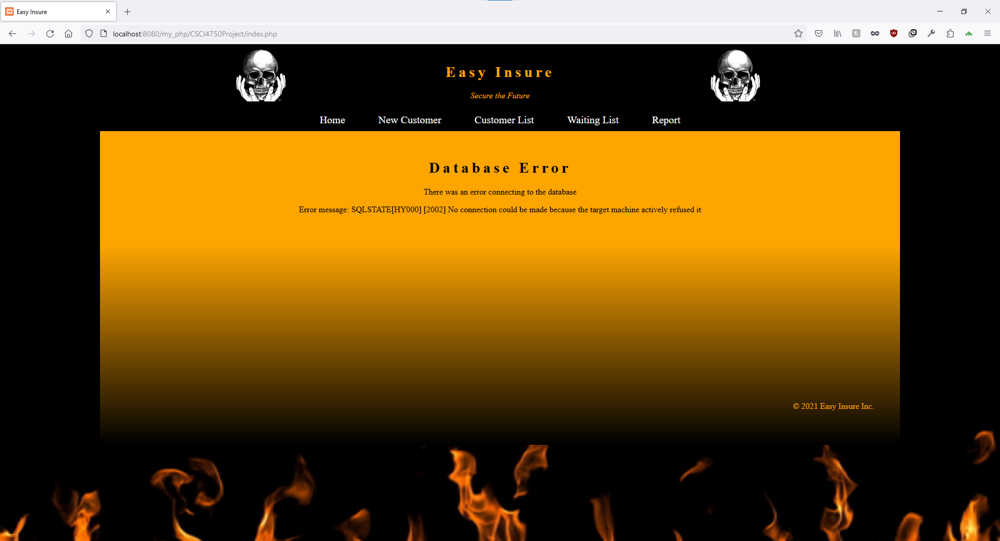 Easy Insure
localhost:8080/my_php/CSCI4750Project/index.php
Easy Insure
Secure the Future
Home New Customer Customer List Waiting List Report
Database Error
There was an error connecting to the database
Error message: SQLSTATE[HY000] [2002] No connection could be made because the target machine actively refused it
© 2021 Easy Insure Inc.